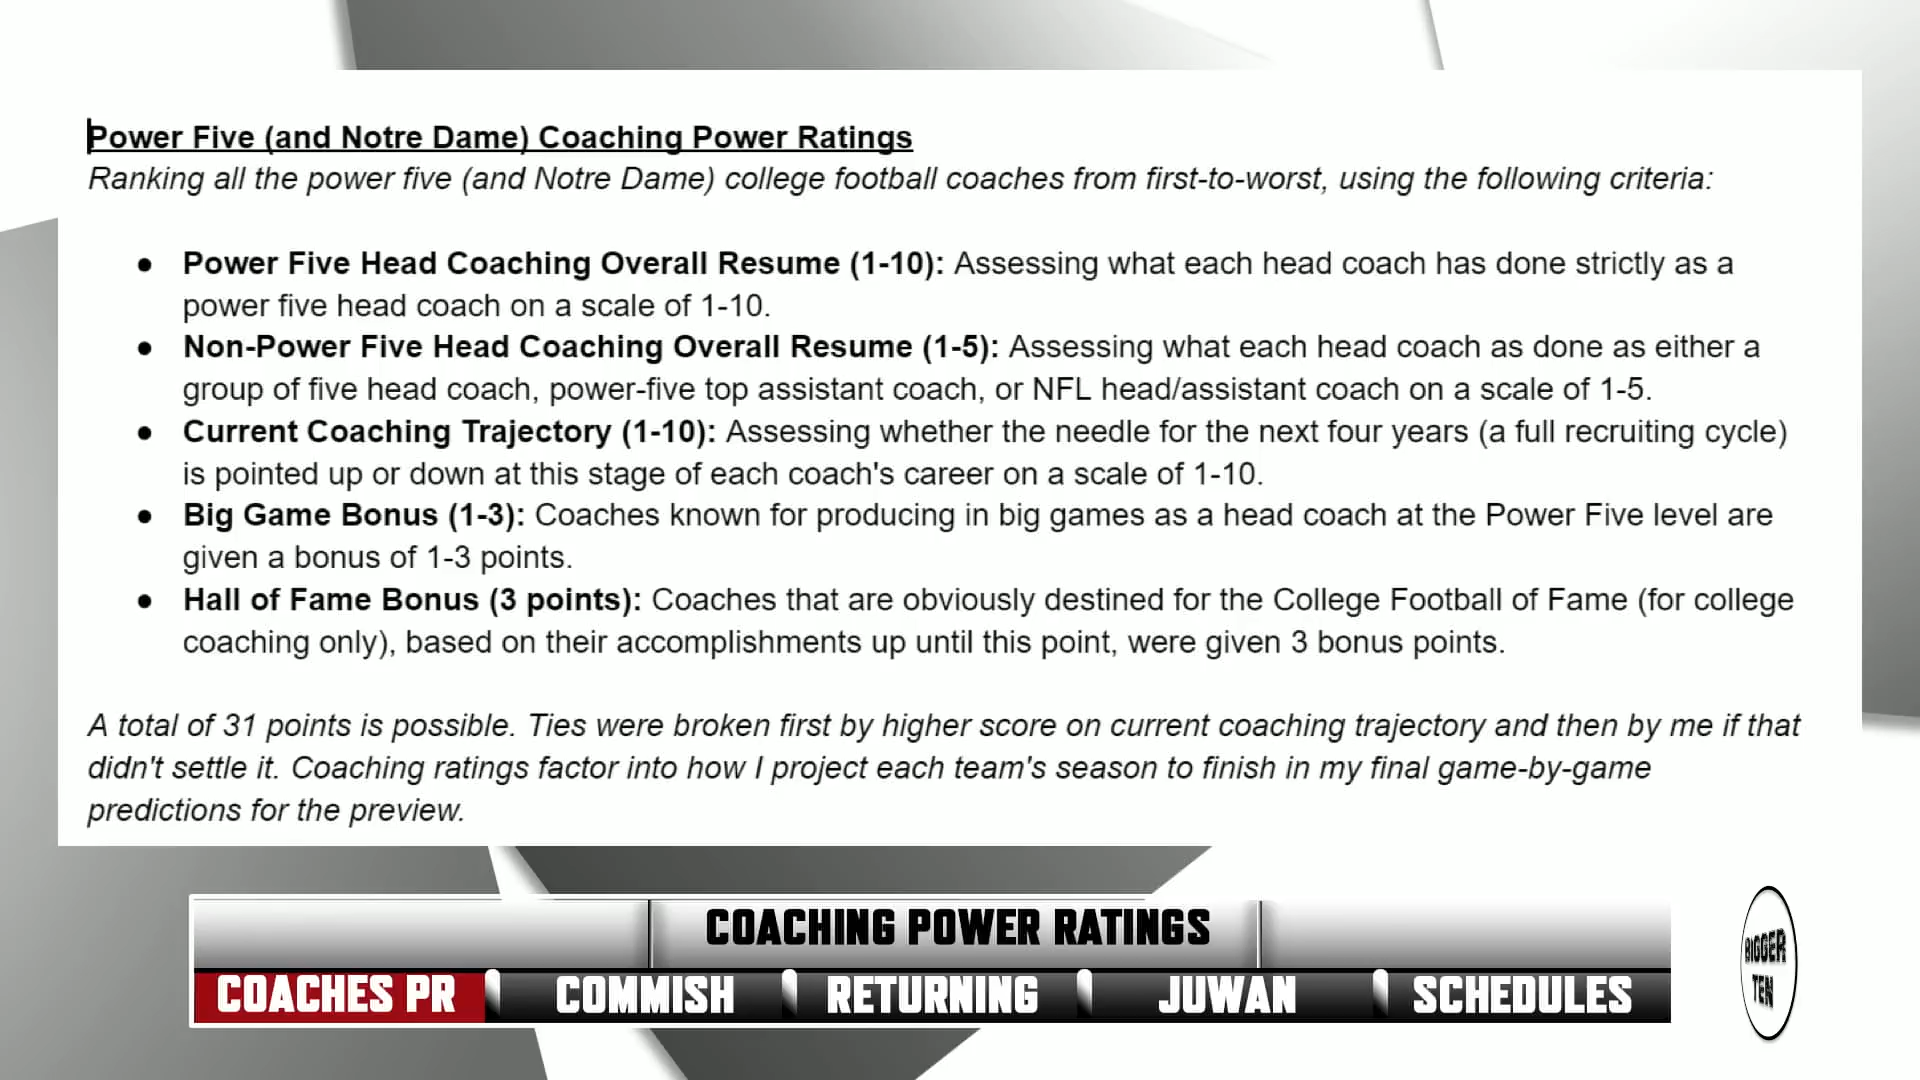 Power Five (and Notre Dame) Coaching Power Ratings
Ranking all the power five (and Notre Dame) college football coaches from first-to-worst, using the following criteria:
● Power Five Head Coaching Overall Resume (1-10): Assessing what each head coach has done strictly as a
power five head coach on a scale of 1-10.
● Non-Power Five Head Coaching Overall Resume (1-5): Assessing what each head coach as done as either a
group of five head coach, power-five top assistant coach, or NFL head/assistant coach on a scale of 1-5.
● Current Coaching Trajectory (1-10): Assessing whether the needle for the next four years (a full recruiting cycle)
is pointed up or down at this stage of each coach's career on a scale of 1-10.
● Big Game Bonus (1-3): Coaches known for producing in big games as a head coach at the Power Five level are
given a bonus of 1-3 points.
● Hall of Fame Bonus (3 points): Coaches that are obviously destined for the College Football of Fame (for college
coaching only), based on their accomplishments up until this point, were given 3 bonus points.
A total of 31 points is possible. Ties were broken first by higher score on current coaching trajectory and then by me if that
didn't settle it. Coaching ratings factor into how I project each team's season to finish in my final game-by-game
predictions for the preview.
COACHING POWER RATINGS
COACHES PR COMMISH RETURNING JUWAN SCHEDULES
BIGGER
TEN